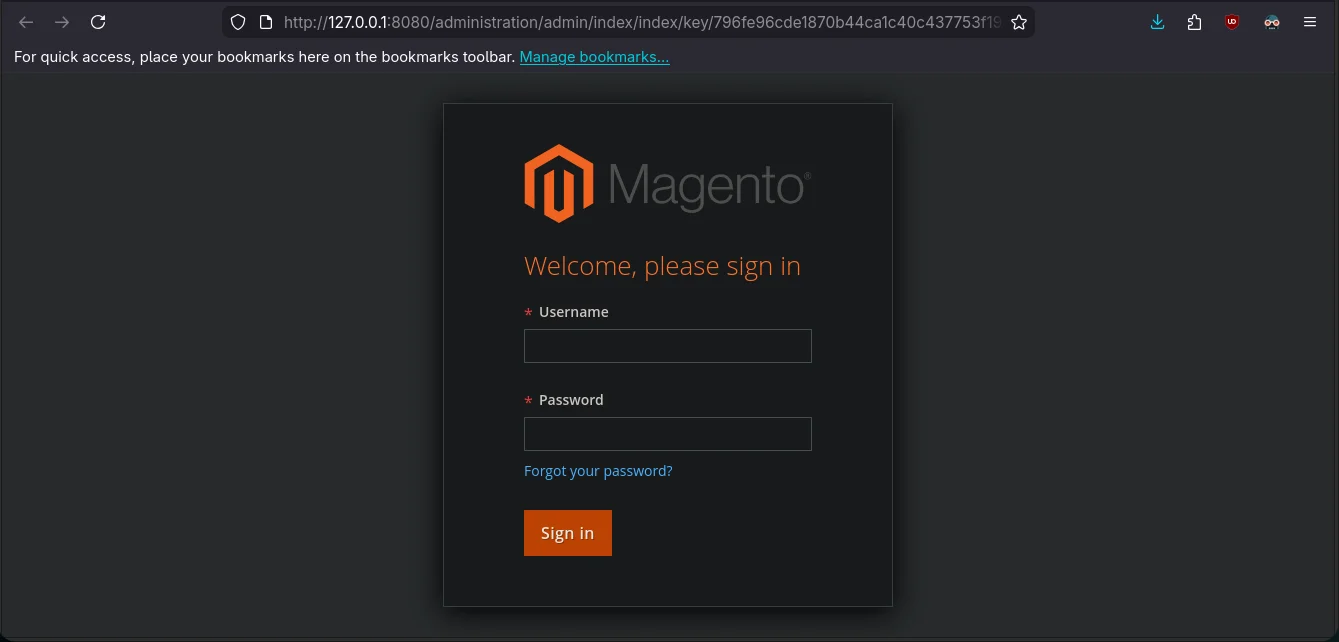 http://127.0.0.1:8080/administration/admin/index/index/key/796fe96cde1870b44ca1c40c437753f19
For quick access, place your bookmarks here on the bookmarks toolbar. Manage bookmarks...
Magento®
Welcome, please sign in
* Username
* Password
Forgot your password?
Sign in